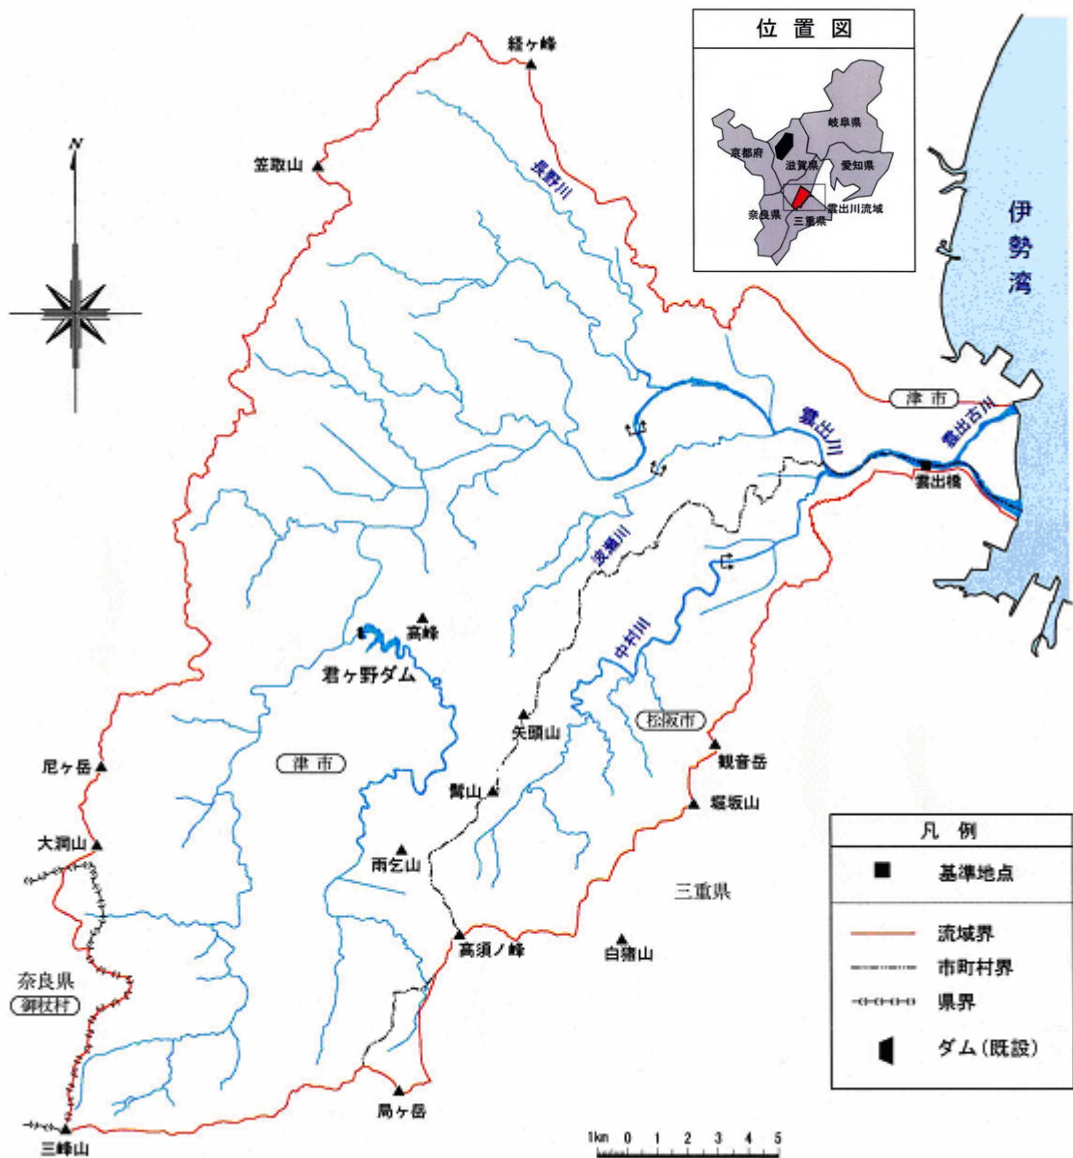 位置図
岐阜県
京都府
滋賀県
愛知県
奈良県
三重県
雲出川流域
経ヶ峰
N
笠取山
長野川
伊勢湾
津市
雲出川
雲出古川
雲出橋
波瀬川
高峰
中村川
君ヶ野ダム
矢頭山
松阪市
観音岳
尼ヶ岳
津市
髯山
堀坂山
大洞山
雨乞山
三重県
高須ノ峰
白猪山
奈良県
御杖村
局ヶ岳
三峰山
凡例
基準地点
流域界
市町村界
県界
ダム(既設)
1km 0 1 2 3 4 5